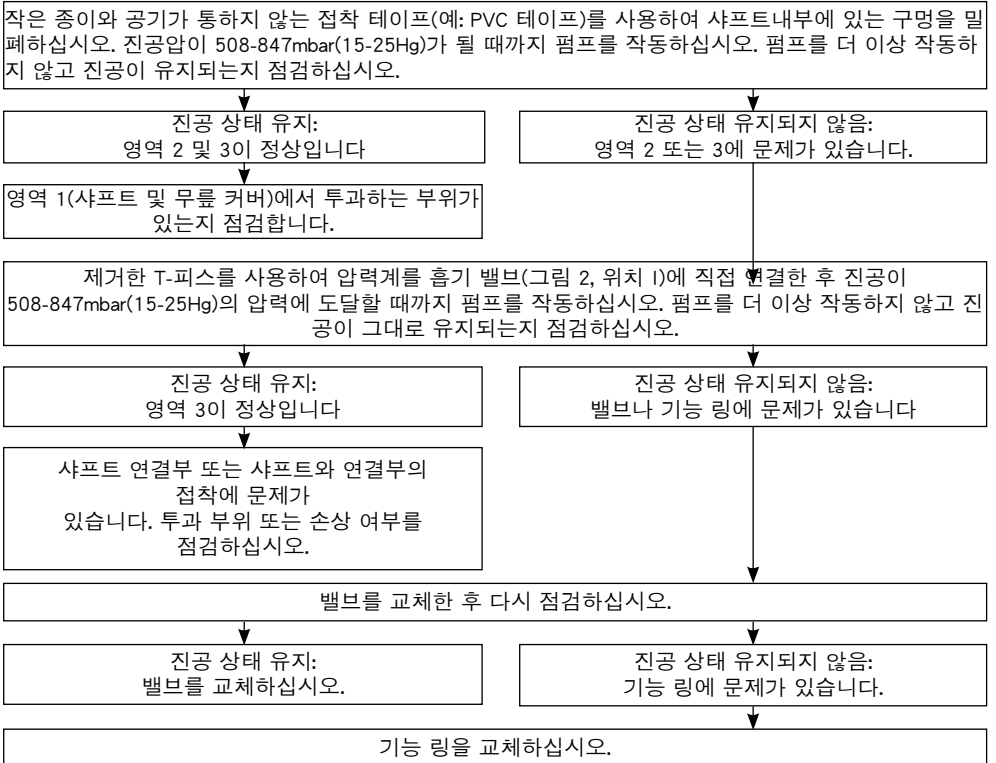 작은 종이와 공기가 통하지 않는 접착 테이프(예: PVC 테이프)를 사용하여 샤프트내부에 있는 구멍을 밀
폐하십시오. 진공압이 508-847mbar(15-25Hg)가 될 때까지 펌프를 작동하십시오. 펌프를 더 이상 작동하
지 않고 진공이 유지되는지 점검하십시오.
진공 상태 유지:
영역 2 및 3이 정상입니다
진공 상태 유지되지 않음:
영역 2 또는 3에 문제가 있습니다.
영역 1(샤프트 및 무릎 커버)에서 투과하는 부위가
있는지 점검합니다.
제거한 T-피스를 사용하여 압력계를 흡기 밸브(그림 2, 위치 I)에 직접 연결한 후 진공이
508-847mbar(15-25Hg)의 압력에 도달할 때까지 펌프를 작동하십시오. 펌프를 더 이상 작동하지 않고 진
공이 그대로 유지되는지 점검하십시오.
진공 상태 유지:
영역 3이 정상입니다
진공 상태 유지되지 않음:
밸브나 기능 링에 문제가 있습니다
샤프트 연결부 또는 샤프트와 연결부의
접착에 문제가
있습니다. 투과 부위 또는 손상 여부를
점검하십시오.
밸브를 교체한 후 다시 점검하십시오.
진공 상태 유지:
밸브를 교체하십시오.
진공 상태 유지되지 않음:
기능 링에 문제가 있습니다.
기능 링을 교체하십시오.